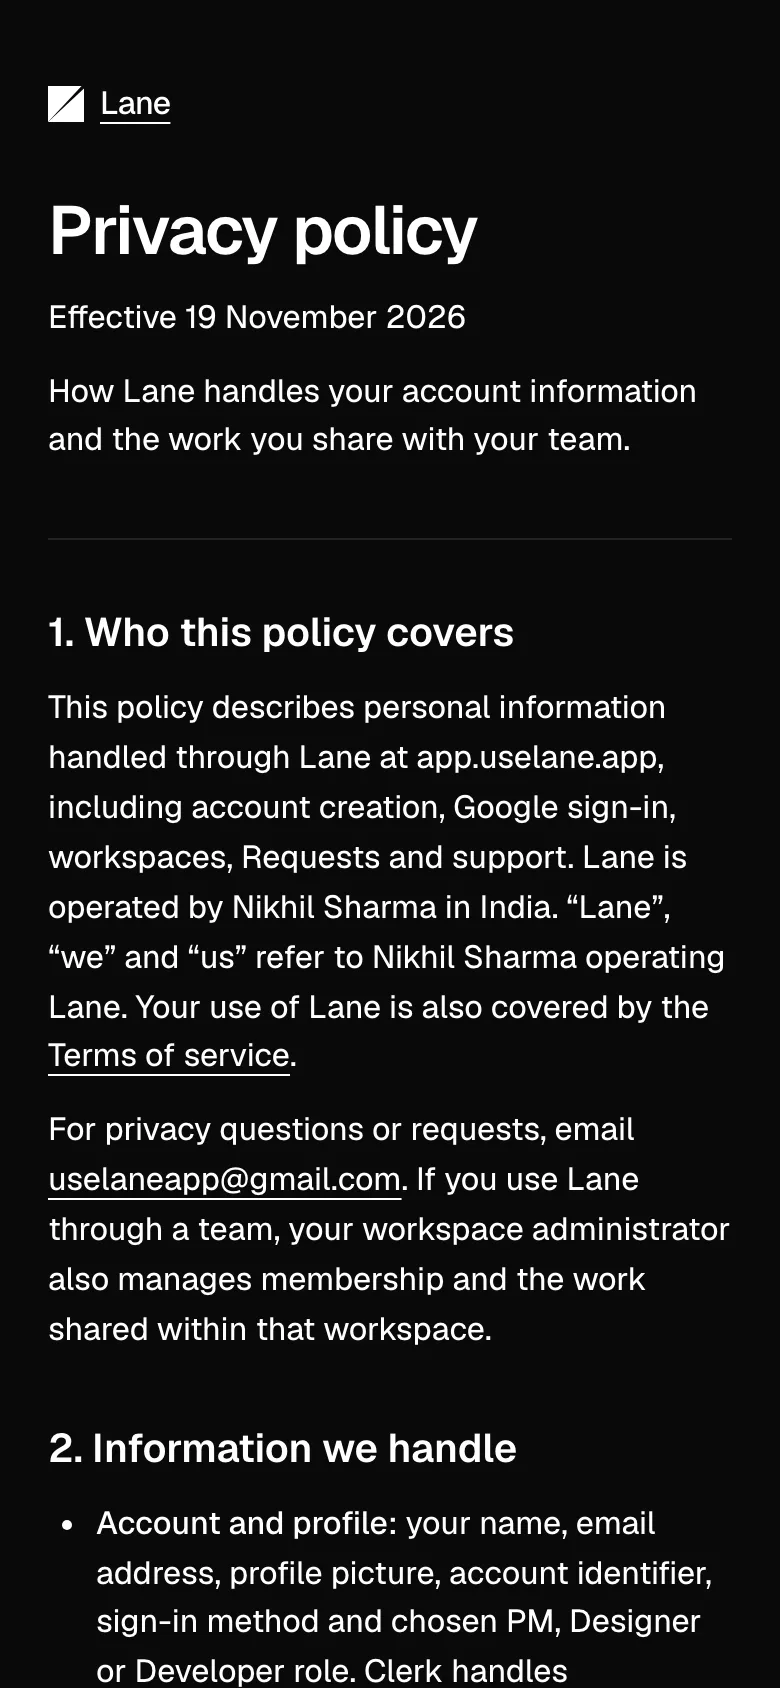 Lane
Privacy policy
Effective 19 November 2026
How Lane handles your account information
and the work you share with your team.
1. Who this policy covers
This policy describes personal information
handled through Lane at app.uselane.app,
including account creation, Google sign-in,
workspaces, Requests and support. Lane is
operated by Nikhil Sharma in India. “Lane”,
“we” and “us” refer to Nikhil Sharma operating
Lane. Your use of Lane is also covered by the
Terms of service.
For privacy questions or requests, email
uselaneapp@gmail.com. If you use Lane
through a team, your workspace administrator
also manages membership and the work
shared within that workspace.
2. Information we handle
• Account and profile: your name, email
address, profile picture, account identifier,
sign-in method and chosen PM, Designer
or Developer role. Clerk handles